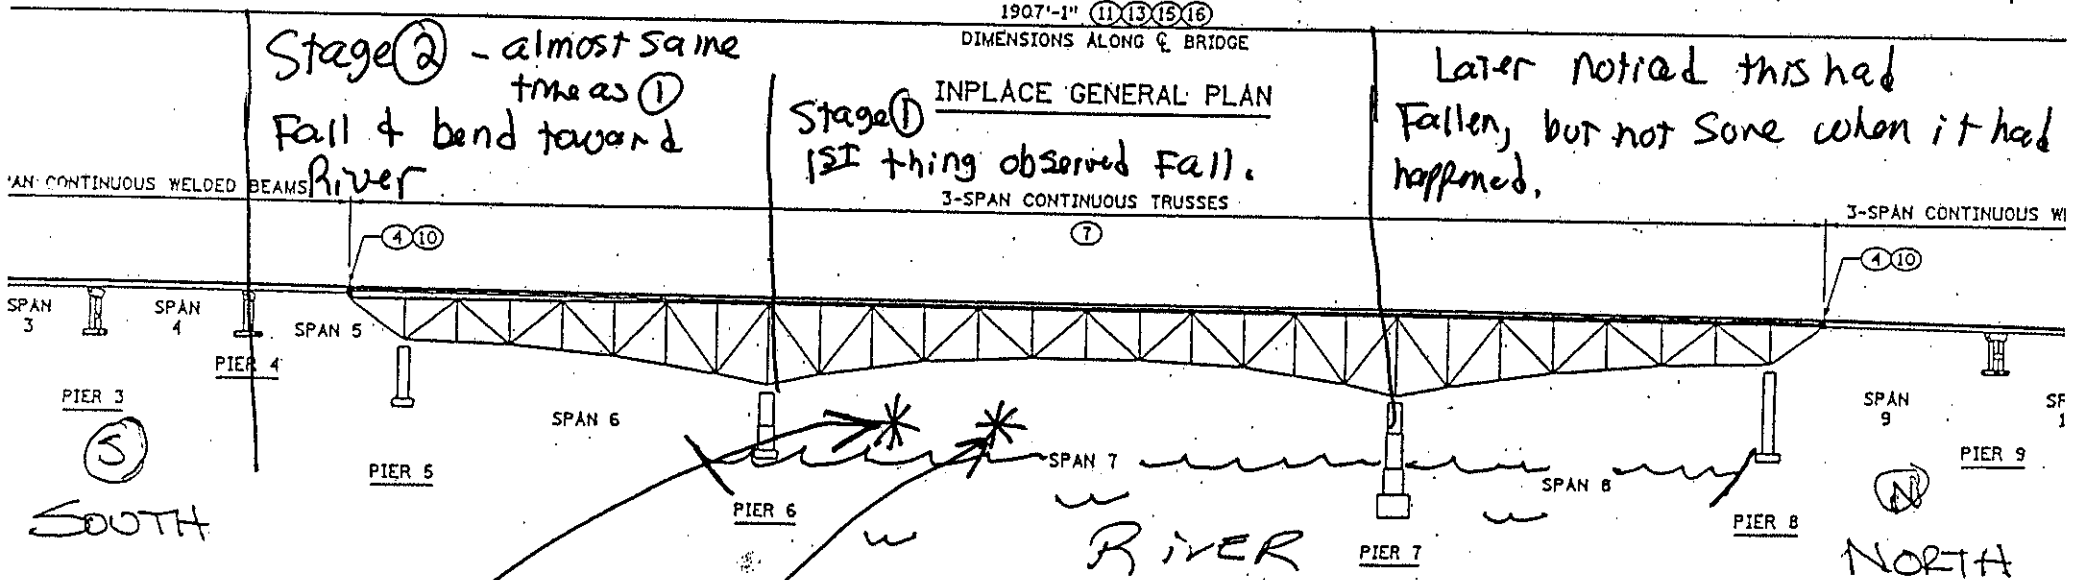 1907'-1" 11 13 15 16
DIMENSIONS ALONG ℄ BRIDGE
INPLACE GENERAL PLAN
Stage 2 - almost same
time as 1
Fall & bend toward
River
Stage 1
1ST thing observed Fall.
Later noticed this had
Fallen, but not sure when it had
happened.
'AN CONTINUOUS WELDED BEAMS
3-SPAN CONTINUOUS TRUSSES
3-SPAN CONTINUOUS WI
4 10
7
4 10
SPAN 3
SPAN 4
SPAN 5
PIER 4
PIER 3
SPAN 6
SPAN 7
SPAN 8
SPAN 9
PIER 9
S
SOUTH
PIER 5
PIER 6
RIVER
PIER 7
PIER 8
N
NORTH